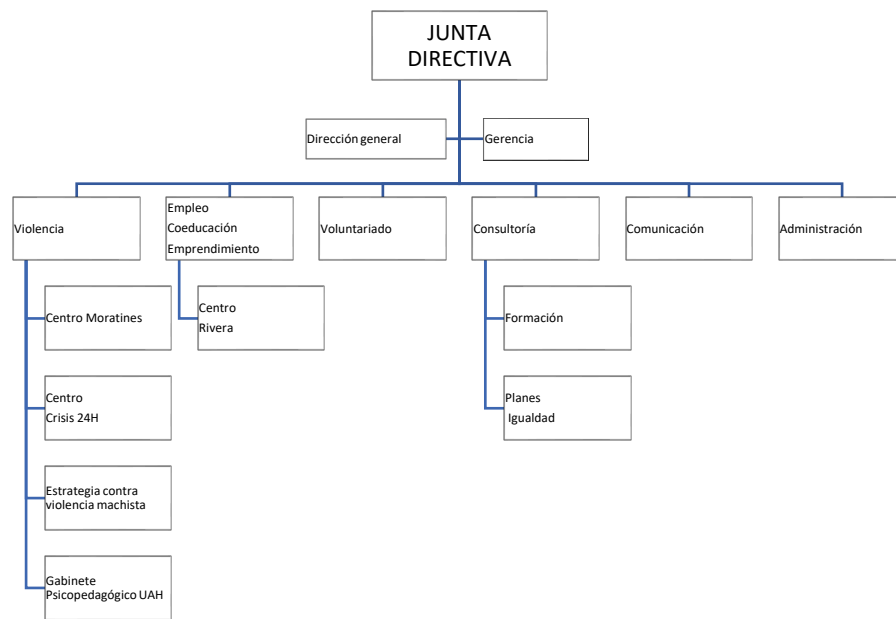 JUNTA
DIRECTIVA
Dirección general
Gerencia
Violencia
Empleo
Coeducación
Emprendimiento
Voluntariado
Consultoría
Comunicación
Administración
Centro Moratines
Centro
Rivera
Formación
Centro
Crisis 24H
Planes
Igualdad
Estrategia contra
violencia machista
Gabinete
Psicopedagógico UAH